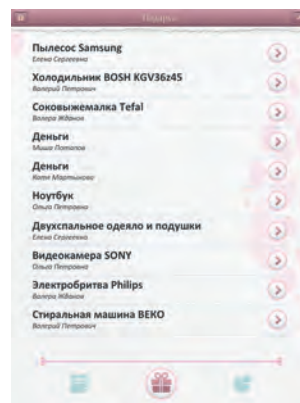 Подарки
Пылесос Samsung
Елена Сергеевна
Холодильник BOSH KGV36z45
Валерий Петрович
Соковыжемалка Tefal
Валера Жданов
Деньги
Миша Потапов
Деньги
Катя Мартынова
Ноутбук
Ольга Петровна
Двухспальное одеяло и подушки
Елена Сергеевна
Видеокамера SONY
Ольга Петровна
Электробритва Philips
Валера Жданов
Стиральная машина BEKO
Валерий Петрович